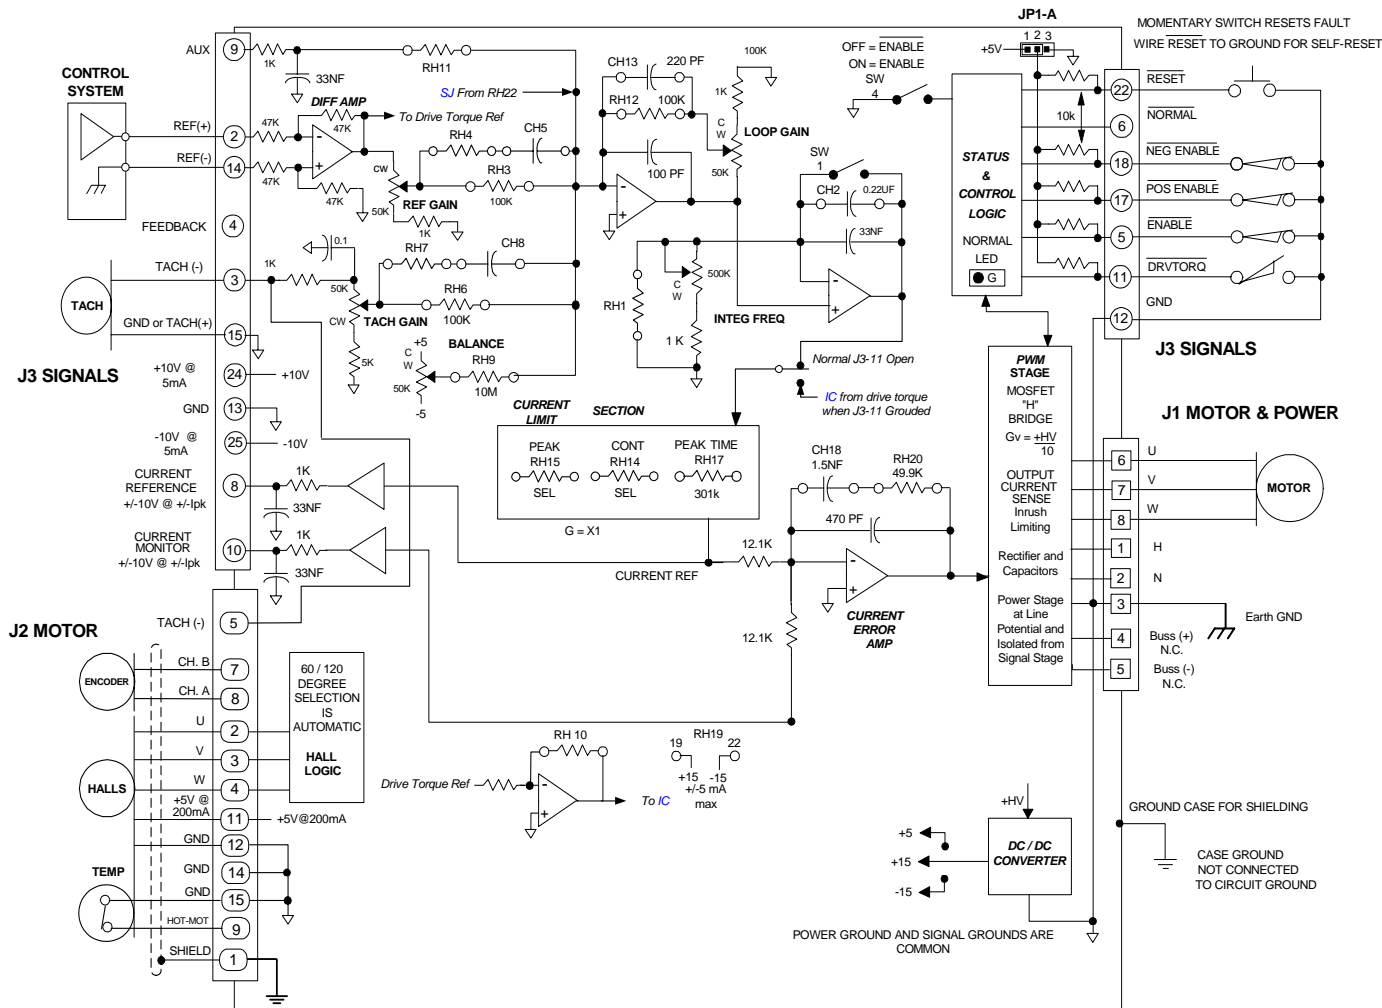 JP1-A
1 2 3
+5V
MOMENTARY SWITCH RESETS FAULT
WIRE RESET TO GROUND FOR SELF-RESET
AUX
9
1K
33NF
RH11
SJ From RH22
CONTROL
SYSTEM
DIFF AMP
47K
To Drive Torque Ref
REF(+)
2
47K
-
+
REF(-)
14
47K
47K
CW
50K
REF GAIN
1K
RH4
CH5
RH3
100K
CH13
220 PF
RH12
100K
100 PF
-
+
100K
1K
C
W
LOOP GAIN
50K
OFF = ENABLE
ON = ENABLE
SW
4
SW
1
CH2
0.22UF
33NF
-
+
FEEDBACK
4
0.1
TACH (-)
3
1K
50K
CW
TACH GAIN
5K
RH7
CH8
RH6
100K
TACH
GND or TACH(+)
15
RH1
500K
C
W
INTEG FREQ
1 K
BALANCE
+5
C
W
50K
-5
RH9
10M
J3 SIGNALS
+10V @
5mA
24
+10V
GND
13
-10V @
5mA
25
-10V
CURRENT
REFERENCE
+/-10V @ +/-Ipk
8
1K
33NF
CURRENT
MONITOR
+/-10V @ +/-Ipk
10
1K
33NF
Normal J3-11 Open
IC from drive torque
when J3-11 Grounded
CURRENT
LIMIT
SECTION
PEAK
RH15
SEL
CONT
RH14
SEL
PEAK TIME
RH17
301k
G = X1
CURRENT REF
12.1K
12.1K
CH18
1.5NF
RH20
49.9K
470 PF
-
+
CURRENT
ERROR
AMP
STATUS
&
CONTROL
LOGIC
NORMAL
LED
G
10k
22
RESET
6
NORMAL
18
NEG ENABLE
17
POS ENABLE
5
ENABLE
11
DRVTORQ
GND
12
J3 SIGNALS
PWM
STAGE
MOSFET
"H"
BRIDGE
Gv = +HV
10
OUTPUT
CURRENT
SENSE
Inrush
Limiting
Rectifier and
Capacitors
Power Stage
at Line
Potential and
Isolated from
Signal Stage
J1 MOTOR & POWER
6
U
7
V
8
W
MOTOR
1
H
2
N
3
Earth GND
4
Buss (+)
N.C.
5
Buss (-)
N.C.
J2 MOTOR
TACH (-)
5
ENCODER
CH. B
7
CH. A
8
U
2
V
3
W
4
HALLS
+5V @
200mA
11
+5V@200mA
GND
12
GND
14
GND
15
TEMP
HOT-MOT
9
SHIELD
1
60 / 120
DEGREE
SELECTION
IS
AUTOMATIC
HALL
LOGIC
Drive Torque Ref
RH 10
-
+
To IC
RH19
19
22
+15
-15
+/-5 mA
max
+HV
DC / DC
CONVERTER
+5
+15
-15
POWER GROUND AND SIGNAL GROUNDS ARE
COMMON
GROUND CASE FOR SHIELDING
CASE GROUND
NOT CONNECTED
TO CIRCUIT GROUND